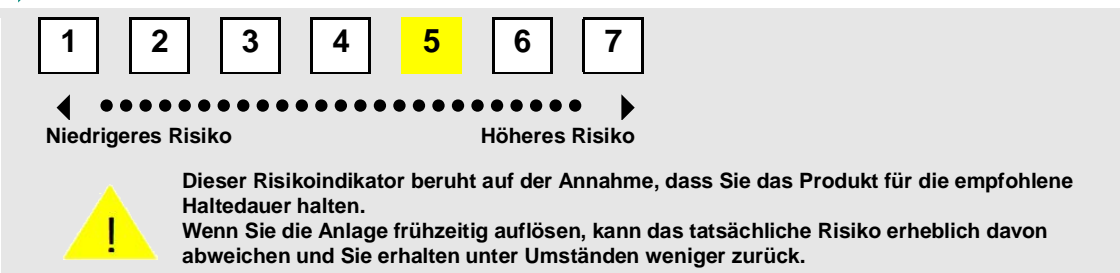 1 2 3 4 5 6 7
Niedrigeres Risiko Höheres Risiko
Dieser Risikoindikator beruht auf der Annahme, dass Sie das Produkt für die empfohlene
Haltedauer halten.
Wenn Sie die Anlage frühzeitig auflösen, kann das tatsächliche Risiko erheblich davon
abweichen und Sie erhalten unter Umständen weniger zurück.
!